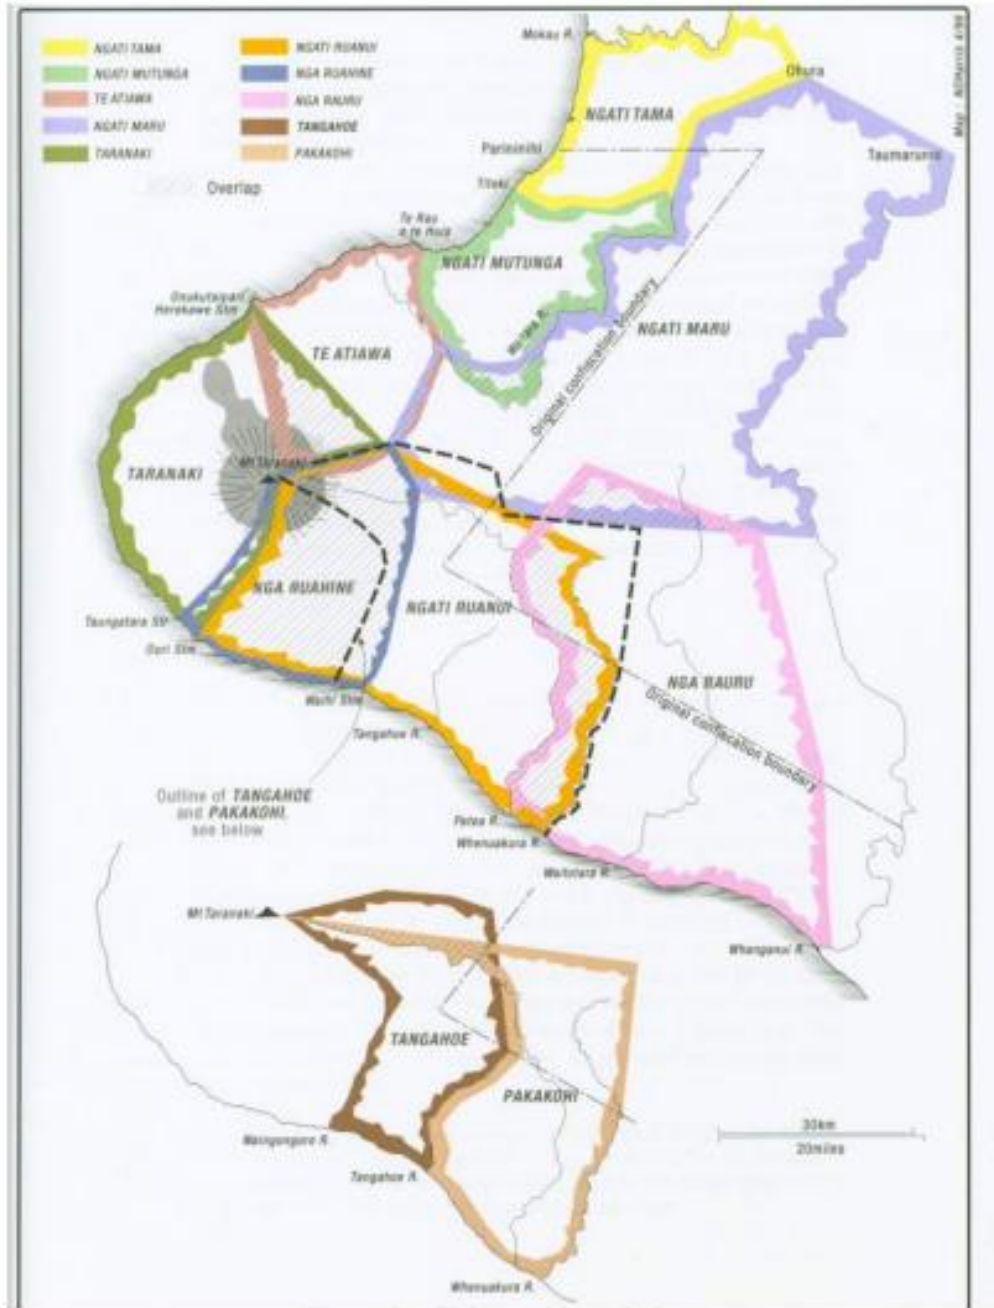 NGATI TAMA
NGATI MUTUNGA
TE ATIAWA
NGATI MARU
TARANAKI
NGATI RUANUI
NGA RUAHINE
NGA RAURU
TANGAHOE
PAKAKOHI
Overlap
Mokau R.
Ohura
NGATI TAMA
Parininihi
Taumarunui
Titoki
Te Rau
o te Huia
NGATI MUTUNGA
Onukutaipari
Herekawe Stm
TE ATIAWA
NGATI MARU
Original confiscation boundary
TARANAKI
Mt Taranaki
NGA RUAHINE
NGATI RUANUI
Taungatara Str
Ouri Stm
NGA RAURU
Waihi Stm
Original confiscation boundary
Tangahoe R.
Outline of TANGAHOE
and PAKAKOHI,
see below
Patea R.
Whenuakura R.
Waitotara R.
Whanganui R.
Mt Taranaki
TANGAHOE
PAKAKOHI
30km
20miles
Waingongoro R.
Tangahoe R.
Whenuakura R.